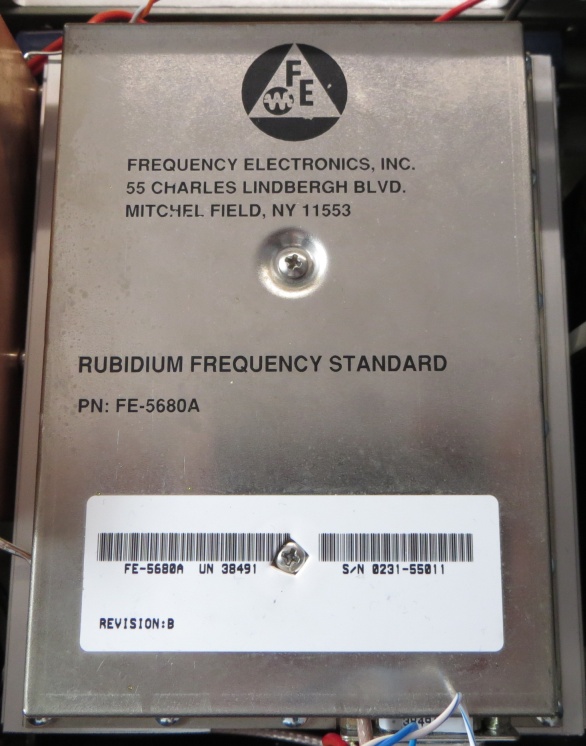 FE
FREQUENCY ELECTRONICS, INC.
55 CHARLES LINDBERGH BLVD.
MITCHEL FIELD, NY 11553
RUBIDIUM FREQUENCY STANDARD
PN: FE-5680A
FE-5680A UN 38491 S/N 0231-55011
REVISION:B